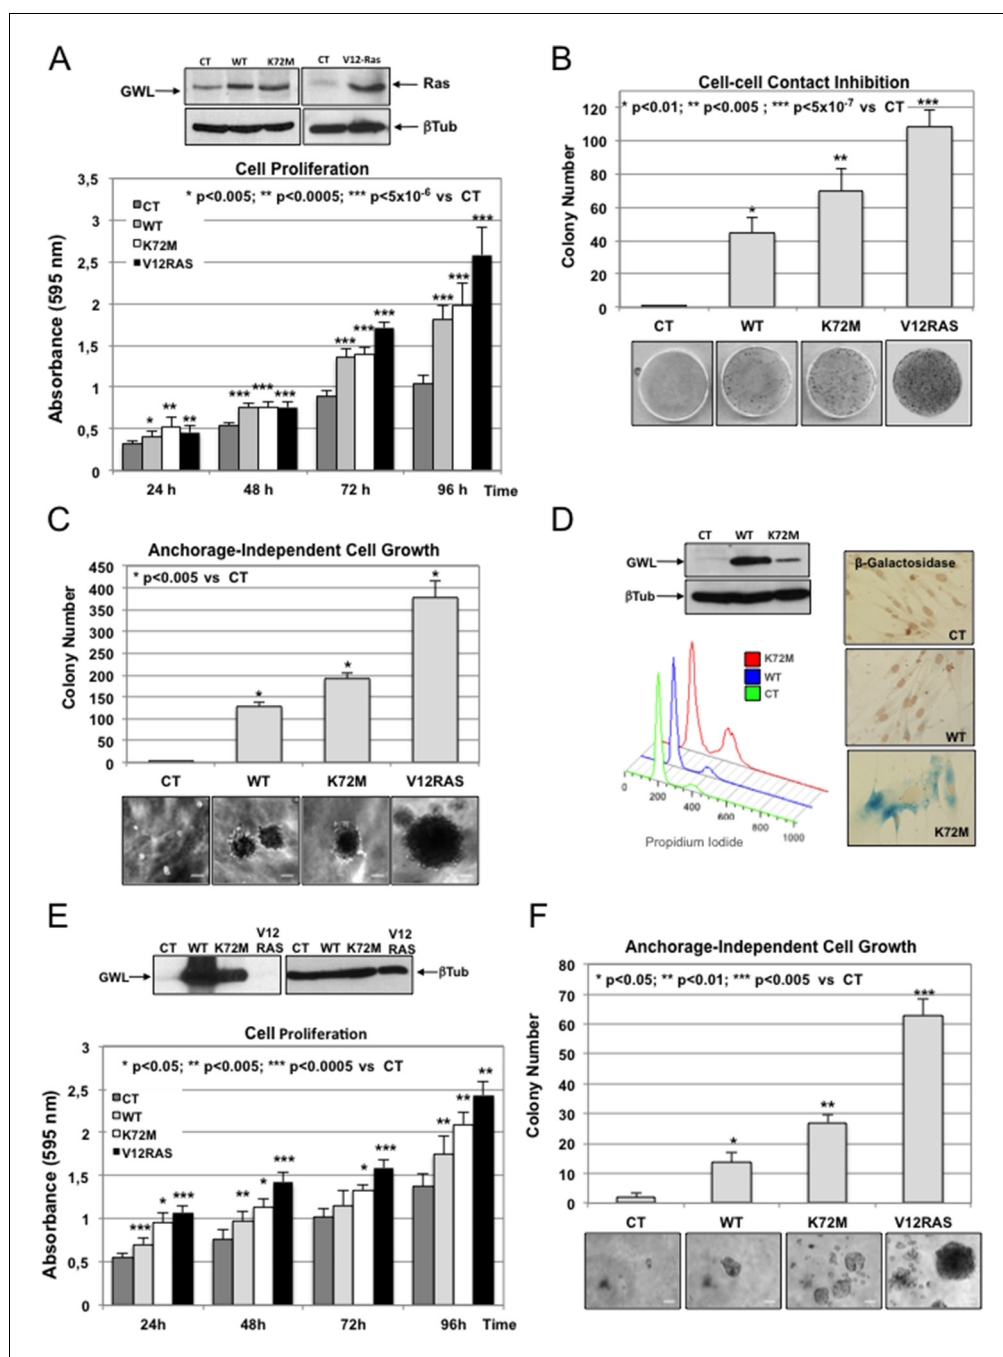 A
CT WT K72M CT V12-Ras
GWL Ras
βTub
Cell Proliferation
3,5
* p<0.005; ** p<0.0005; *** p<5x10-6 vs CT
CT
3
WT
K72M
2,5
V12RAS
2
1,5
1
0,5
0
Absorbance (595 nm)
* ** **
*** *** ***
*** *** ***
*** *** ***
24 h 48 h 72 h 96 h Time
B
Cell-cell Contact Inhibition
* p<0.01; ** p<0.005 ; *** p<5x10-7 vs CT
120
100
80
60
40
20
0
Colony Number
* ** ***
CT WT K72M V12RAS
C
Anchorage-Independent Cell Growth
* p<0.005 vs CT
450
400
350
300
250
200
150
100
50
0
Colony Number
* * *
CT WT K72M V12RAS
D
CT WT K72M
GWL
βTub
K72M
WT
CT
0 200 400 600 800 1000
Propidium Iodide
β-Galactosidase
CT
WT
K72M
E
CT WT K72M V12 RAS CT WT K72M V12 RAS
GWL βTub
Cell Proliferation
* p<0.05; ** p<0.005; *** p<0.0005 vs CT
CT
WT
K72M
V12RAS
3
2,5
2
1,5
1
0,5
0
Absorbance (595 nm)
*** * ***
** * ***
* ***
** ** **
24h 48h 72h 96h Time
F
Anchorage-Independent Cell Growth
* p<0.05; ** p<0.01; *** p<0.005 vs CT
80
70
60
50
40
30
20
10
0
Colony Number
* ** ***
CT WT K72M V12RAS